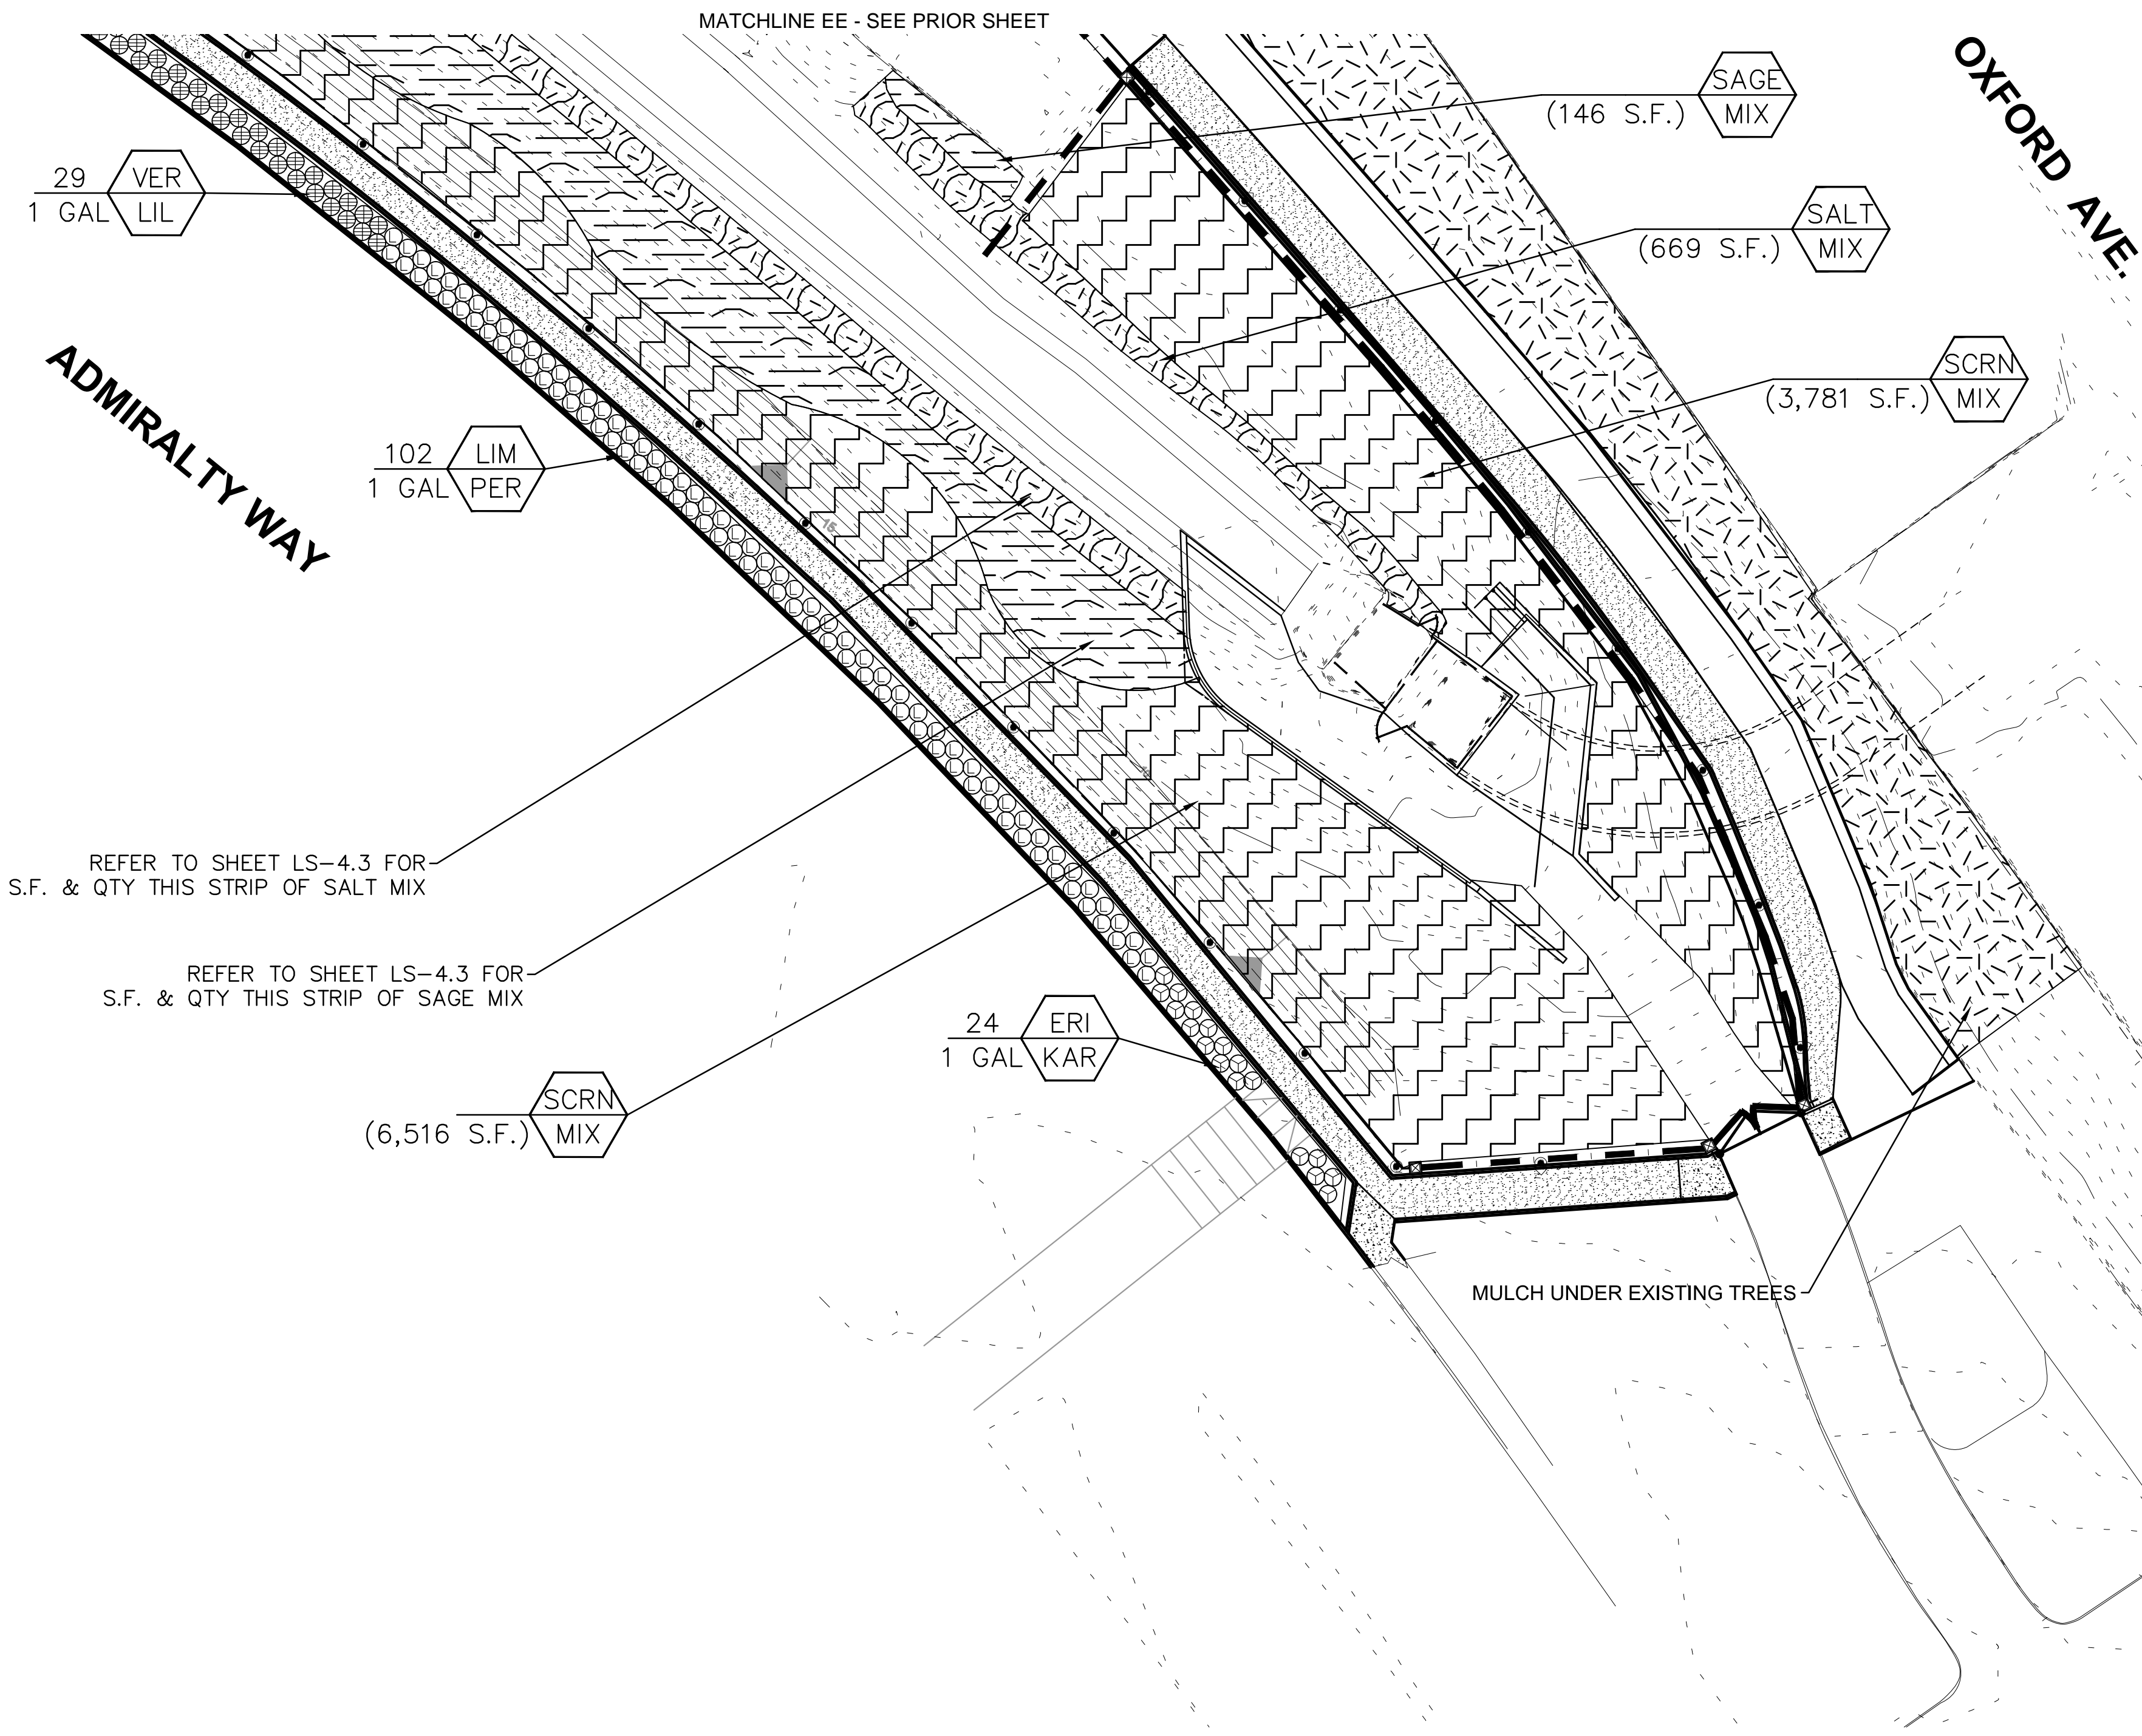 MATCHLINE EE - SEE PRIOR SHEET
OXFORD AVE.
SAGE
(146 S.F.) MIX
29 VER
1 GAL LIL
SALT
(669 S.F.) MIX
SCRN
(3,781 S.F.) MIX
ADMIRALTY WAY
102 LIM
1 GAL PER
15
REFER TO SHEET LS-4.3 FOR
S.F. & QTY THIS STRIP OF SALT MIX
REFER TO SHEET LS-4.3 FOR
S.F. & QTY THIS STRIP OF SAGE MIX
24 ERI
1 GAL KAR
SCRN
(6,516 S.F.) MIX
MULCH UNDER EXISTING TREES